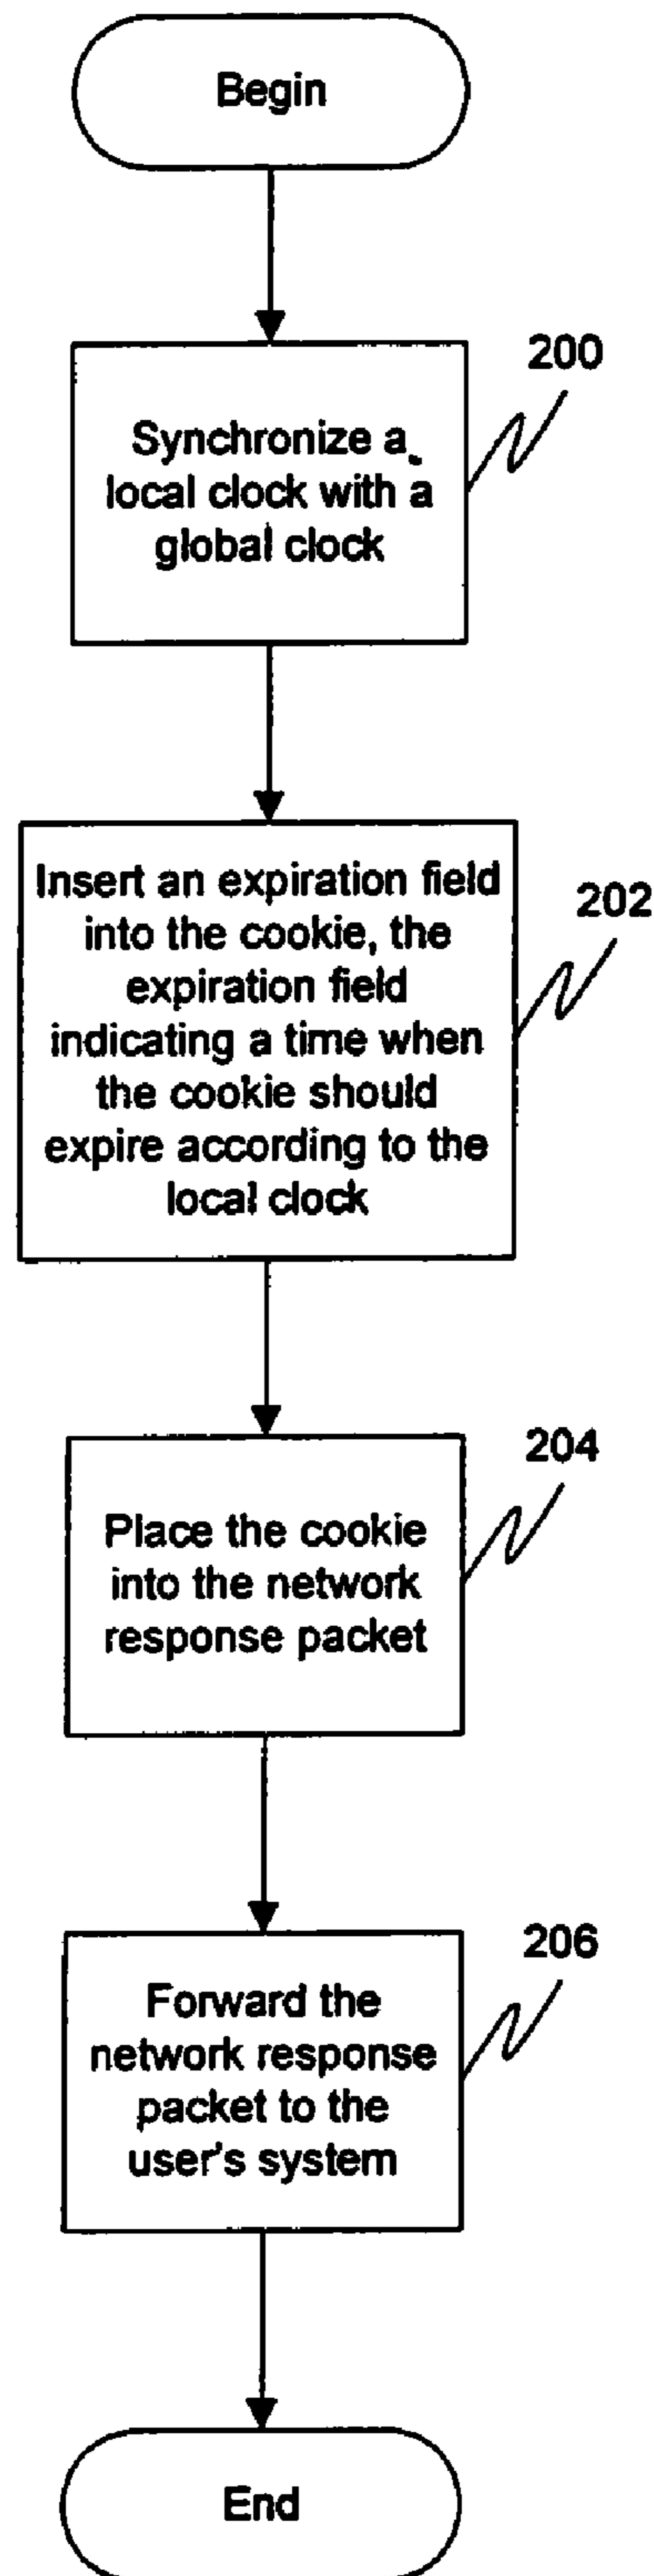 Begin
200
Synchronize a
local clock with a
global clock
202
Insert an expiration field
into the cookie, the
expiration field
indicating a time when
the cookie should
expire according to the
local clock
204
Place the cookie
into the network
response packet
206
Forward the
network response
packet to the
user's system
End